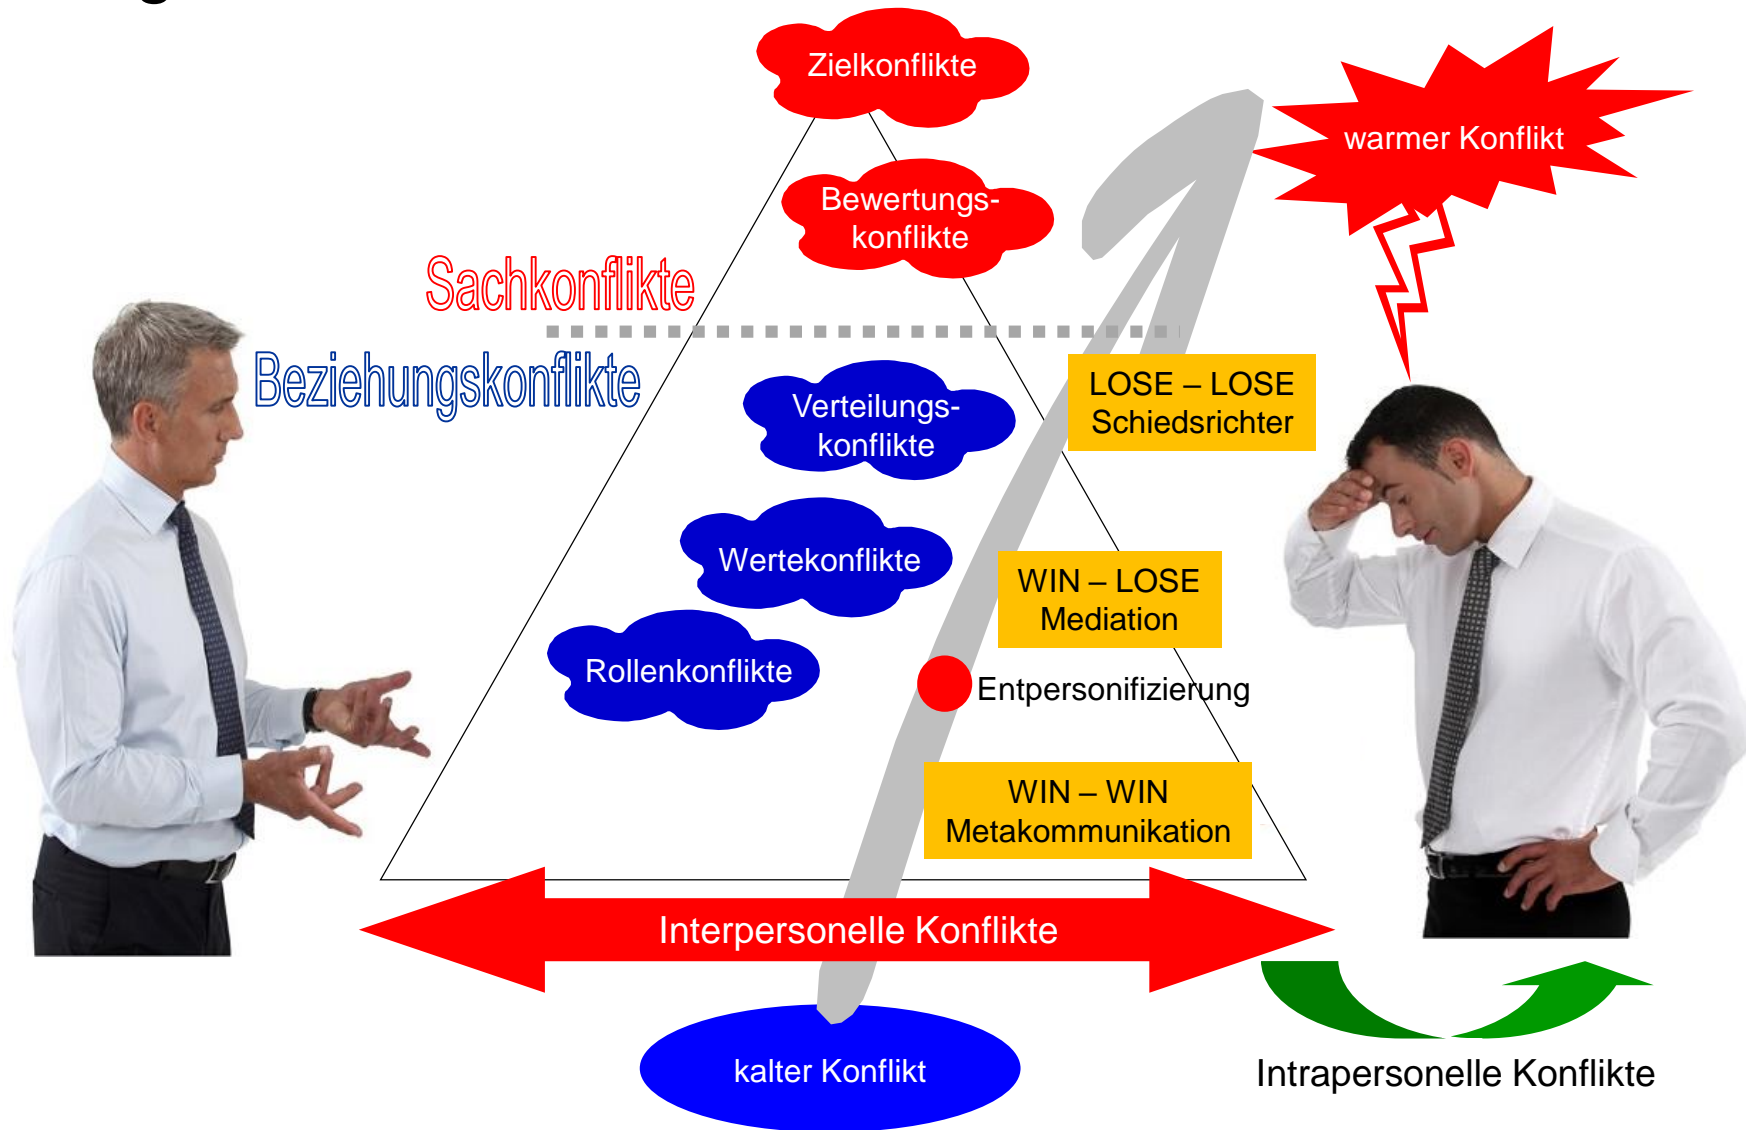 Zielkonflikte
warmer Konflikt
Bewertungs-
konflikte
Sachkonflikte
Beziehungskonflikte
Verteilungs-
konflikte
LOSE – LOSE
Schiedsrichter
Wertekonflikte
WIN – LOSE
Mediation
Rollenkonflikte
Entpersonifizierung
WIN – WIN
Metakommunikation
Interpersonelle Konflikte
kalter Konflikt
Intrapersonelle Konflikte